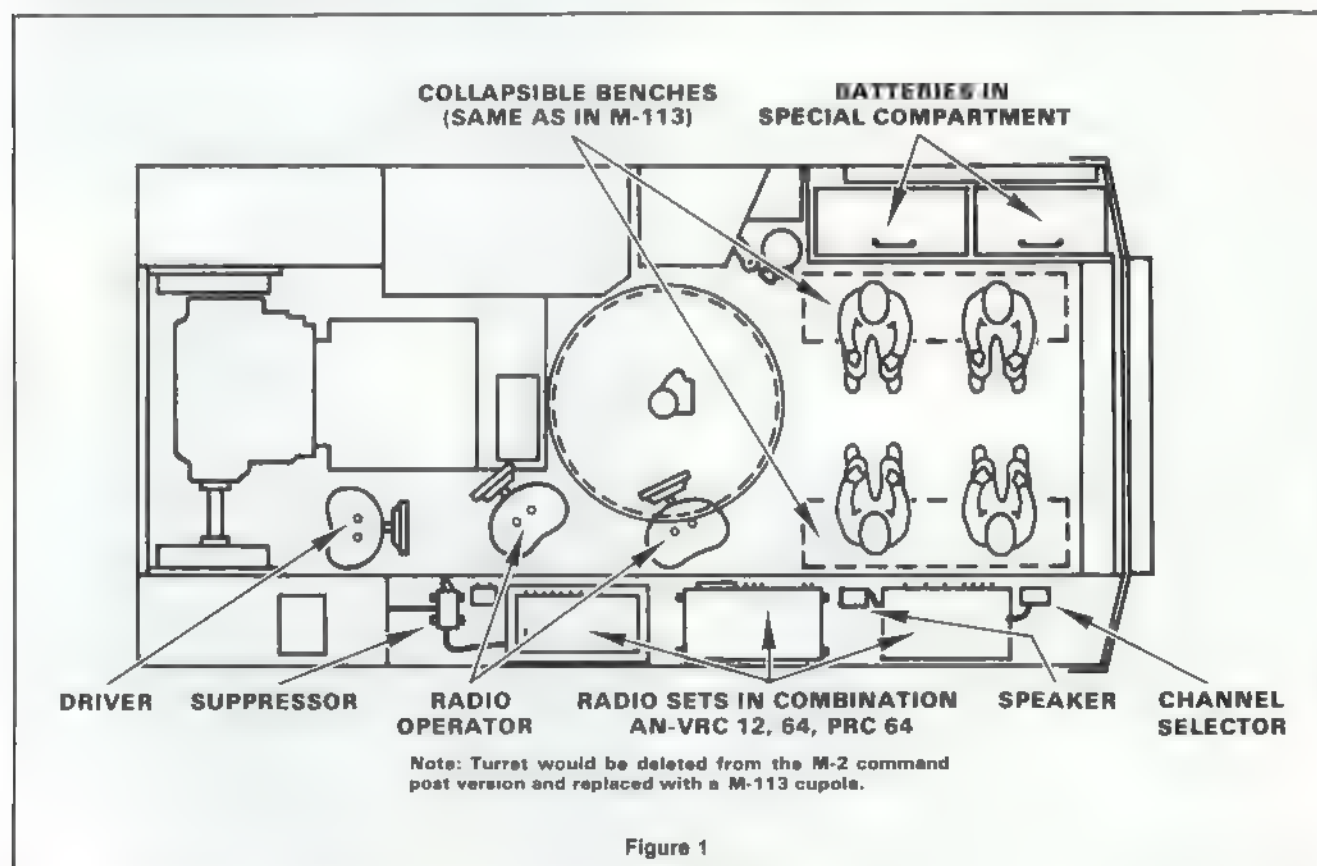 COLLAPSIBLE BENCHES
(SAME AS IN M-113)
BATTERIES IN
SPECIAL COMPARTMENT
DRIVER
SUPPRESSOR
RADIO
OPERATOR
RADIO SETS IN COMBINATION
AN-VRC 12, 64, PRC 64
SPEAKER
CHANNEL
SELECTOR
Note: Turret would be deleted from the M-2 command
post version and replaced with a M-113 cupola.
Figure 1